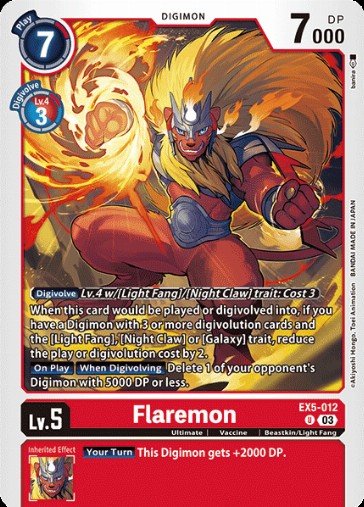 Play
7
DIGIMON
7000 DP
Digivolve
Lv.4
3
banira
©Akiyoshi Hongo, Toei Animation BANDAI MADE IN JAPAN
Digivolve Lv.4 w/[Light Fang]/[Night Claw] trait: Cost 3
When this card would be played or digivolved into, if you
have a Digimon with 3 or more digivolution cards and
the [Light Fang], [Night Claw] or [Galaxy] trait, reduce
the play or digivolution cost by 2.
On Play When Digivolving Delete 1 of your opponent's
Digimon with 5000 DP or less.
Lv.5
Flaremon
EX5-012
U 03
Ultimate | Vaccine | Beastkin/Light Fang
Inherited Effect
Your Turn This Digimon gets +2000 DP.